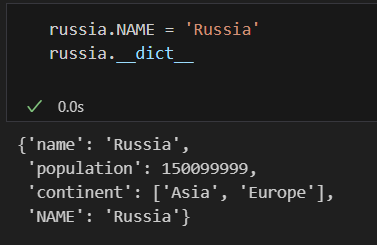 russia.NAME = 'Russia'
russia.__dict__
0.0s
{'name': 'Russia',
 'population': 150099999,
 'continent': ['Asia', 'Europe'],
 'NAME': 'Russia'}